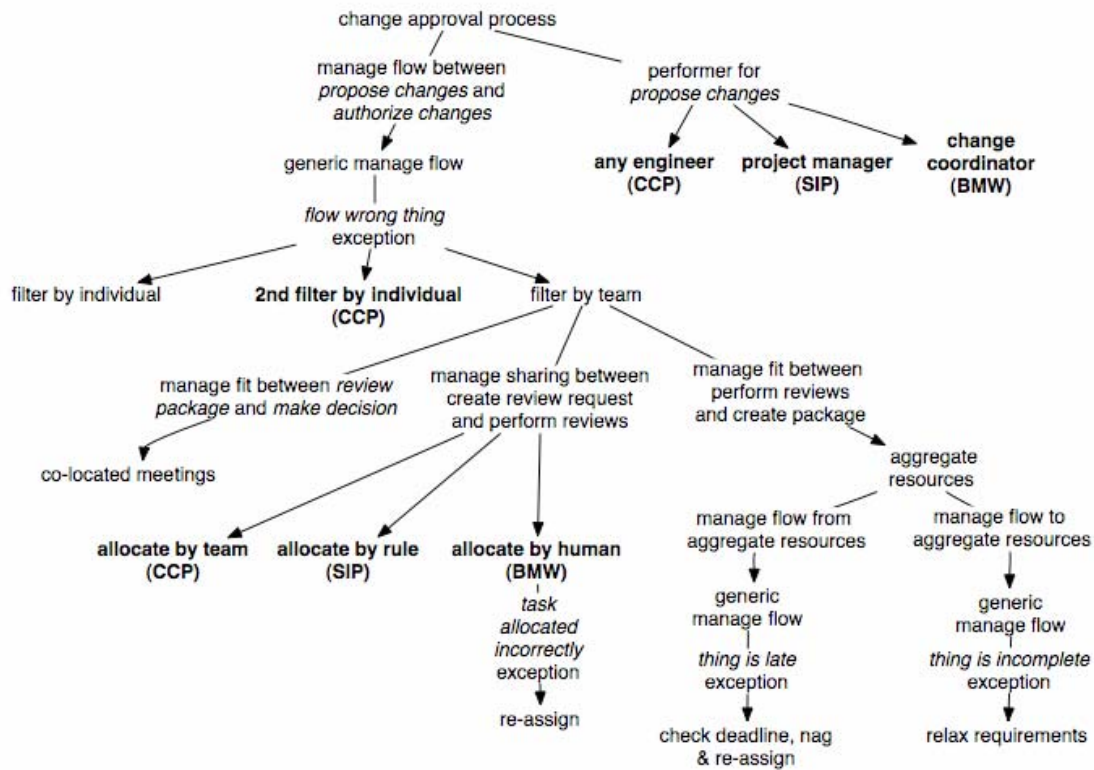 change approval process
manage flow between
propose changes and
authorize changes
performer for
propose changes
generic manage flow
any engineer
(CCP)
project manager
(SIP)
change
coordinator
(BMW)
flow wrong thing
exception
filter by individual
2nd filter by individual
(CCP)
filter by team
manage fit between review
package and make decision
manage sharing between
create review request
and perform reviews
manage fit between
perform reviews
and create package
co-located meetings
aggregate
resources
allocate by team
(CCP)
allocate by rule
(SIP)
allocate by human
(BMW)
manage flow from
aggregate resources
manage flow to
aggregate resources
task
allocated
incorrectly
exception
generic
manage flow
generic
manage flow
thing is late
exception
thing is incomplete
exception
re-assign
check deadline, nag
& re-assign
relax requirements